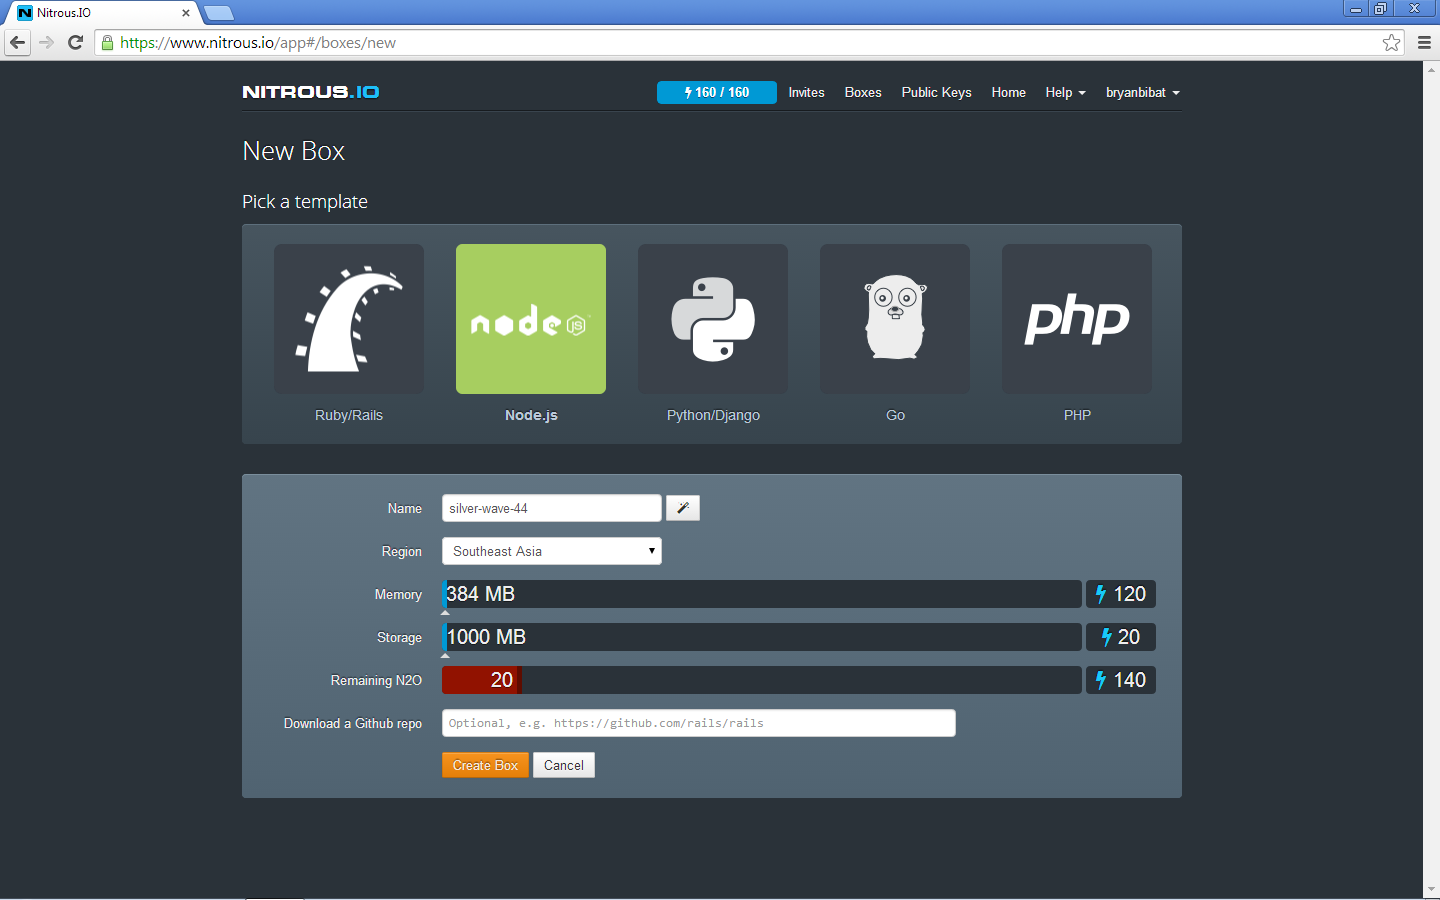 Nitrous.IO
https://www.nitrous.io/app#/boxes/new
NITROUS.IO
160 / 160 Invites Boxes Public Keys Home Help bryanbibat
New Box
Pick a template
node JS
php
Ruby/Rails Node.js Python/Django Go PHP
Name silver-wave-44
Region Southeast Asia
Memory 384 MB 120
Storage 1000 MB 20
Remaining N2O 20 140
Download a Github repo Optional, e.g. https://github.com/rails/rails
Create Box Cancel